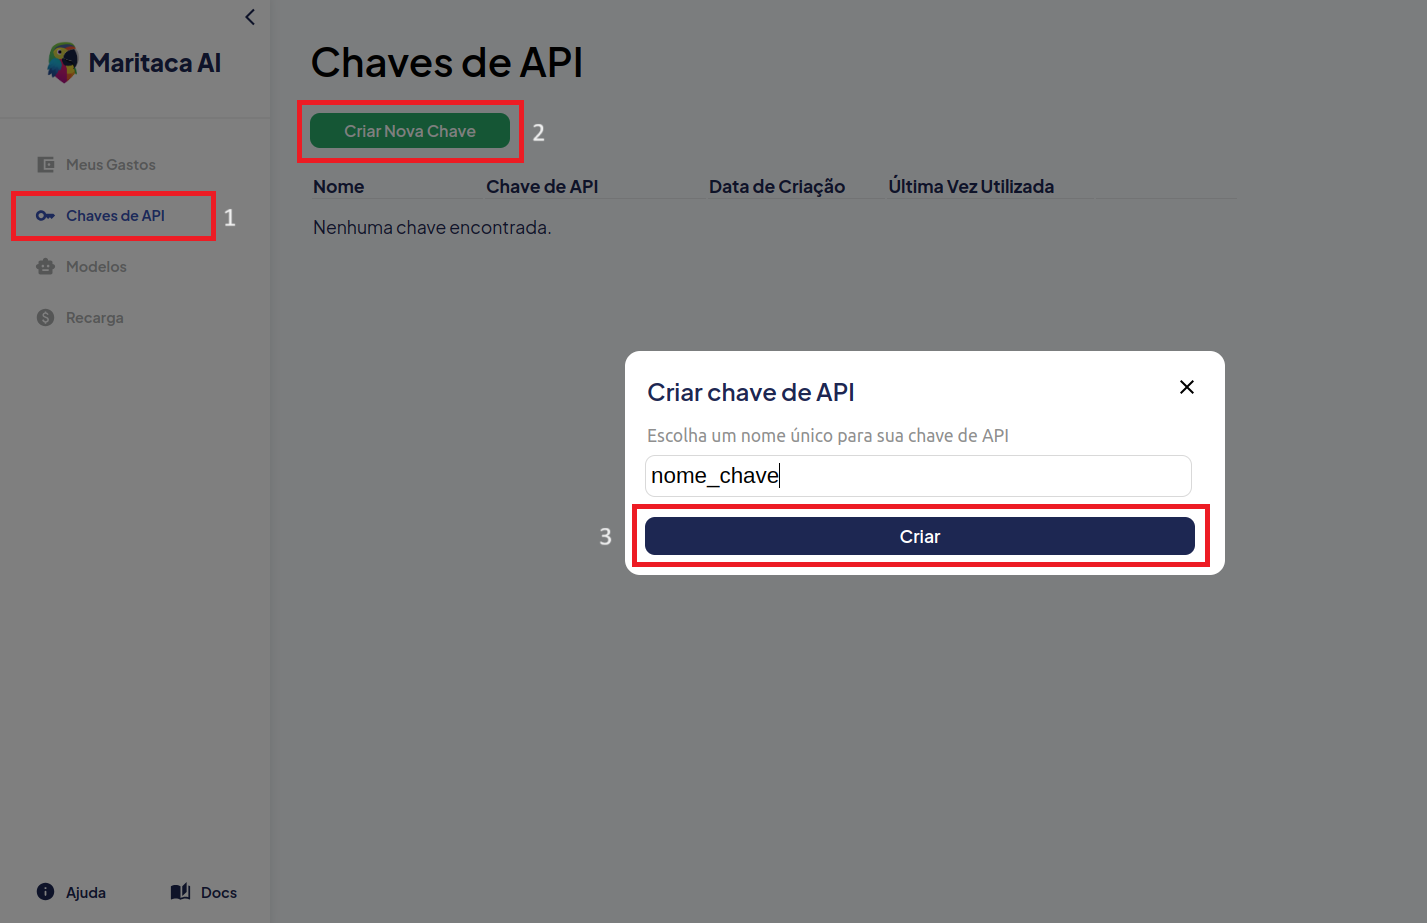 Maritaca AI
Meus Gastos
Chaves de API
1
Modelos
Recarga
Ajuda
Docs
Chaves de API
Criar Nova Chave
2
Nome Chave de API Data de Criação Última Vez Utilizada
Nenhuma chave encontrada.
Criar chave de API
Escolha um nome único para sua chave de API
nome_chave
3
Criar